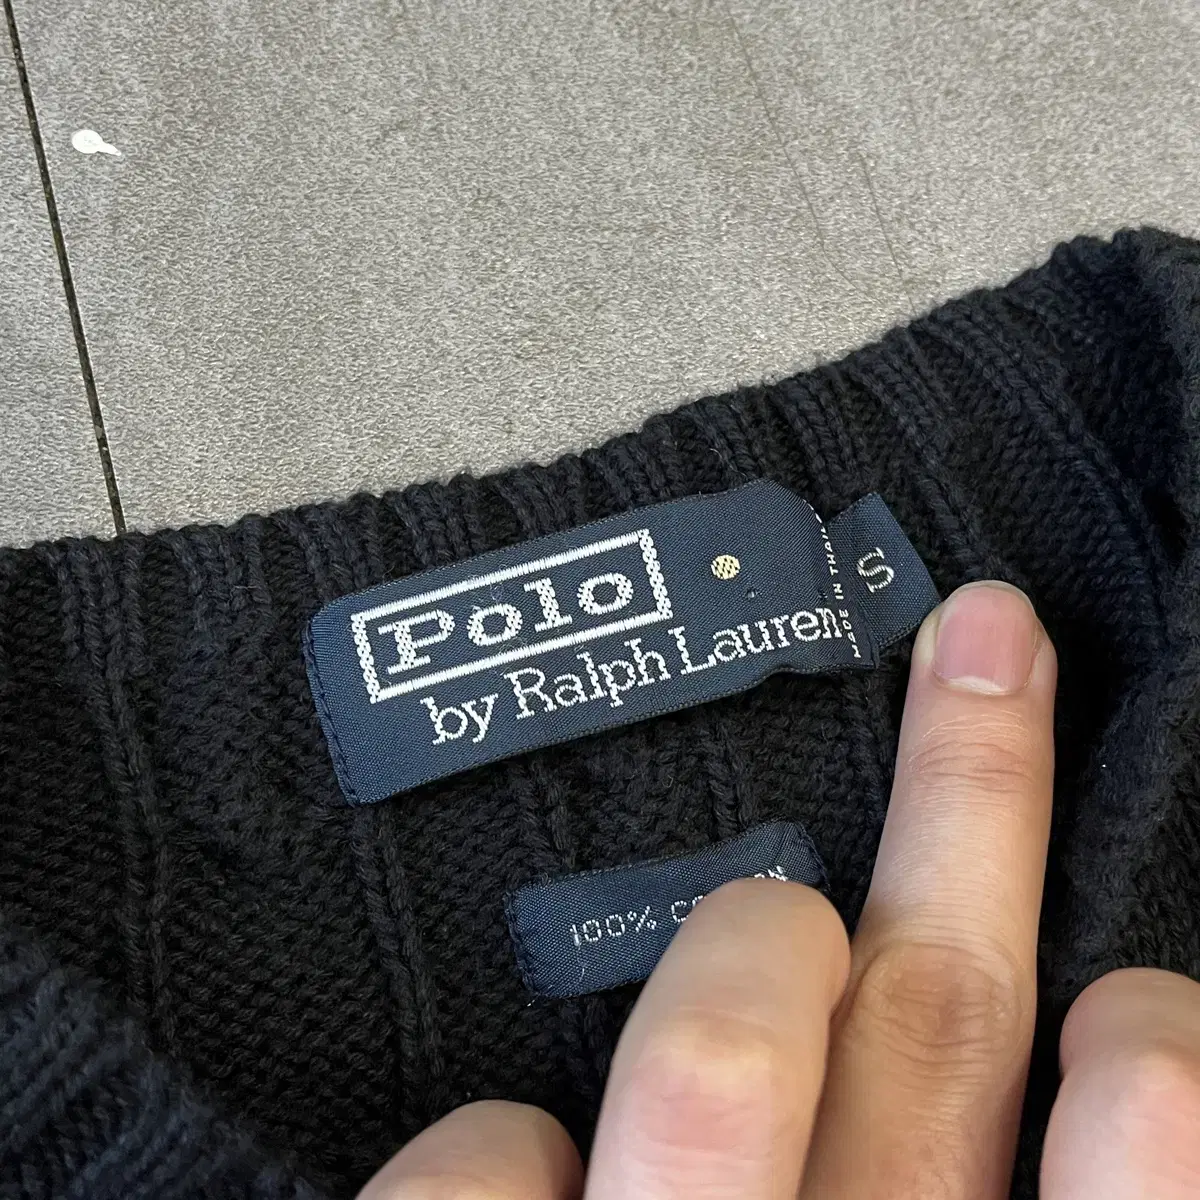 Polo
by Ralph Lauren
MADE IN
S
100%